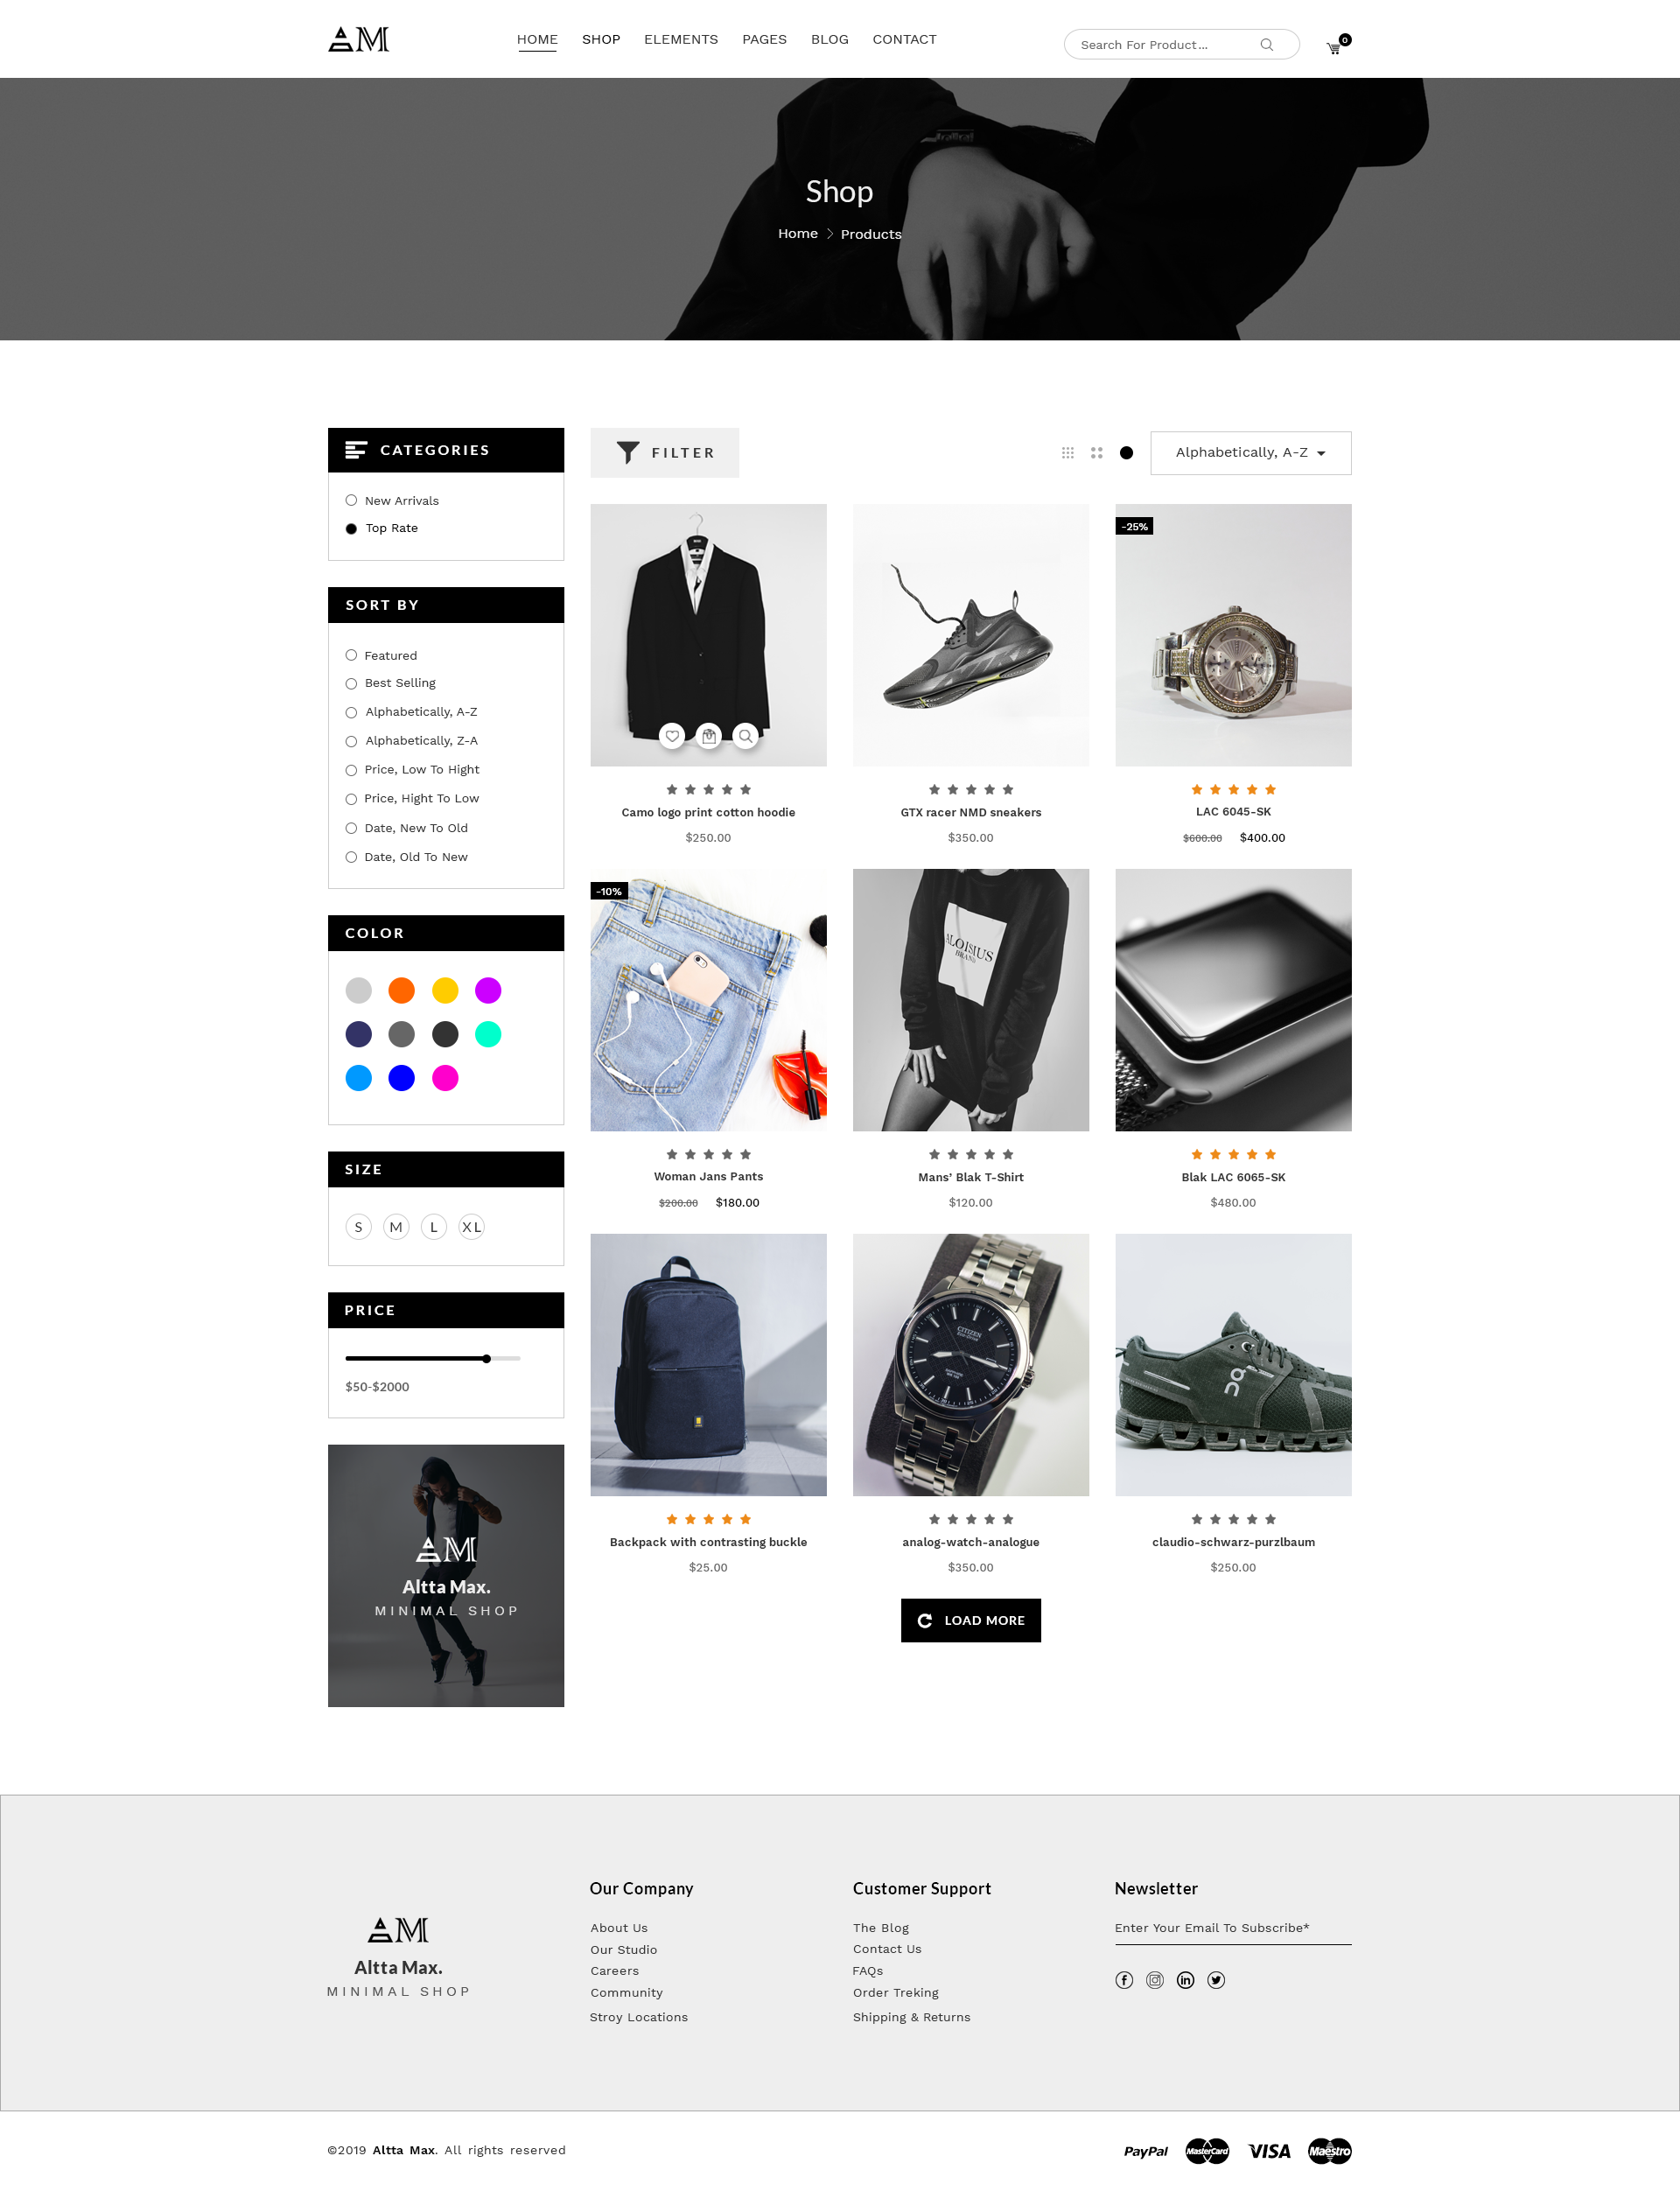 AM
HOME SHOP ELEMENTS PAGES BLOG CONTACT
Search For Product...
0
Shop
Home Products
CATEGORIES
New Arrivals
Top Rate
SORT BY
Featured
Best Selling
Alphabetically, A-Z
Alphabetically, Z-A
Price, Low To Hight
Price, Hight To Low
Date, New To Old
Date, Old To New
COLOR
SIZE
S M L XL
PRICE
$50-$2000
AM
Altta Max.
MINIMAL SHOP
FILTER
Alphabetically, A-Z
Camo logo print cotton hoodie
$250.00
GTX racer NMD sneakers
$350.00
-25%
LAC 6045-SK
$600.00 $400.00
-10%
Woman Jans Pants
$200.00 $180.00
ALOISIUS
BRAND
Mans’ Blak T-Shirt
$120.00
Blak LAC 6065-SK
$480.00
Backpack with contrasting buckle
$25.00
CITIZEN
Eco-Drive
analog-watch-analogue
$350.00
claudio-schwarz-purzlbaum
$250.00
LOAD MORE
AM
Altta Max.
MINIMAL SHOP
Our Company
About Us
Our Studio
Careers
Community
Stroy Locations
Customer Support
The Blog
Contact Us
FAQs
Order Treking
Shipping & Returns
Newsletter
Enter Your Email To Subscribe*
©2019 Altta Max. All rights reserved
PayPal MasterCard VISA Maestro